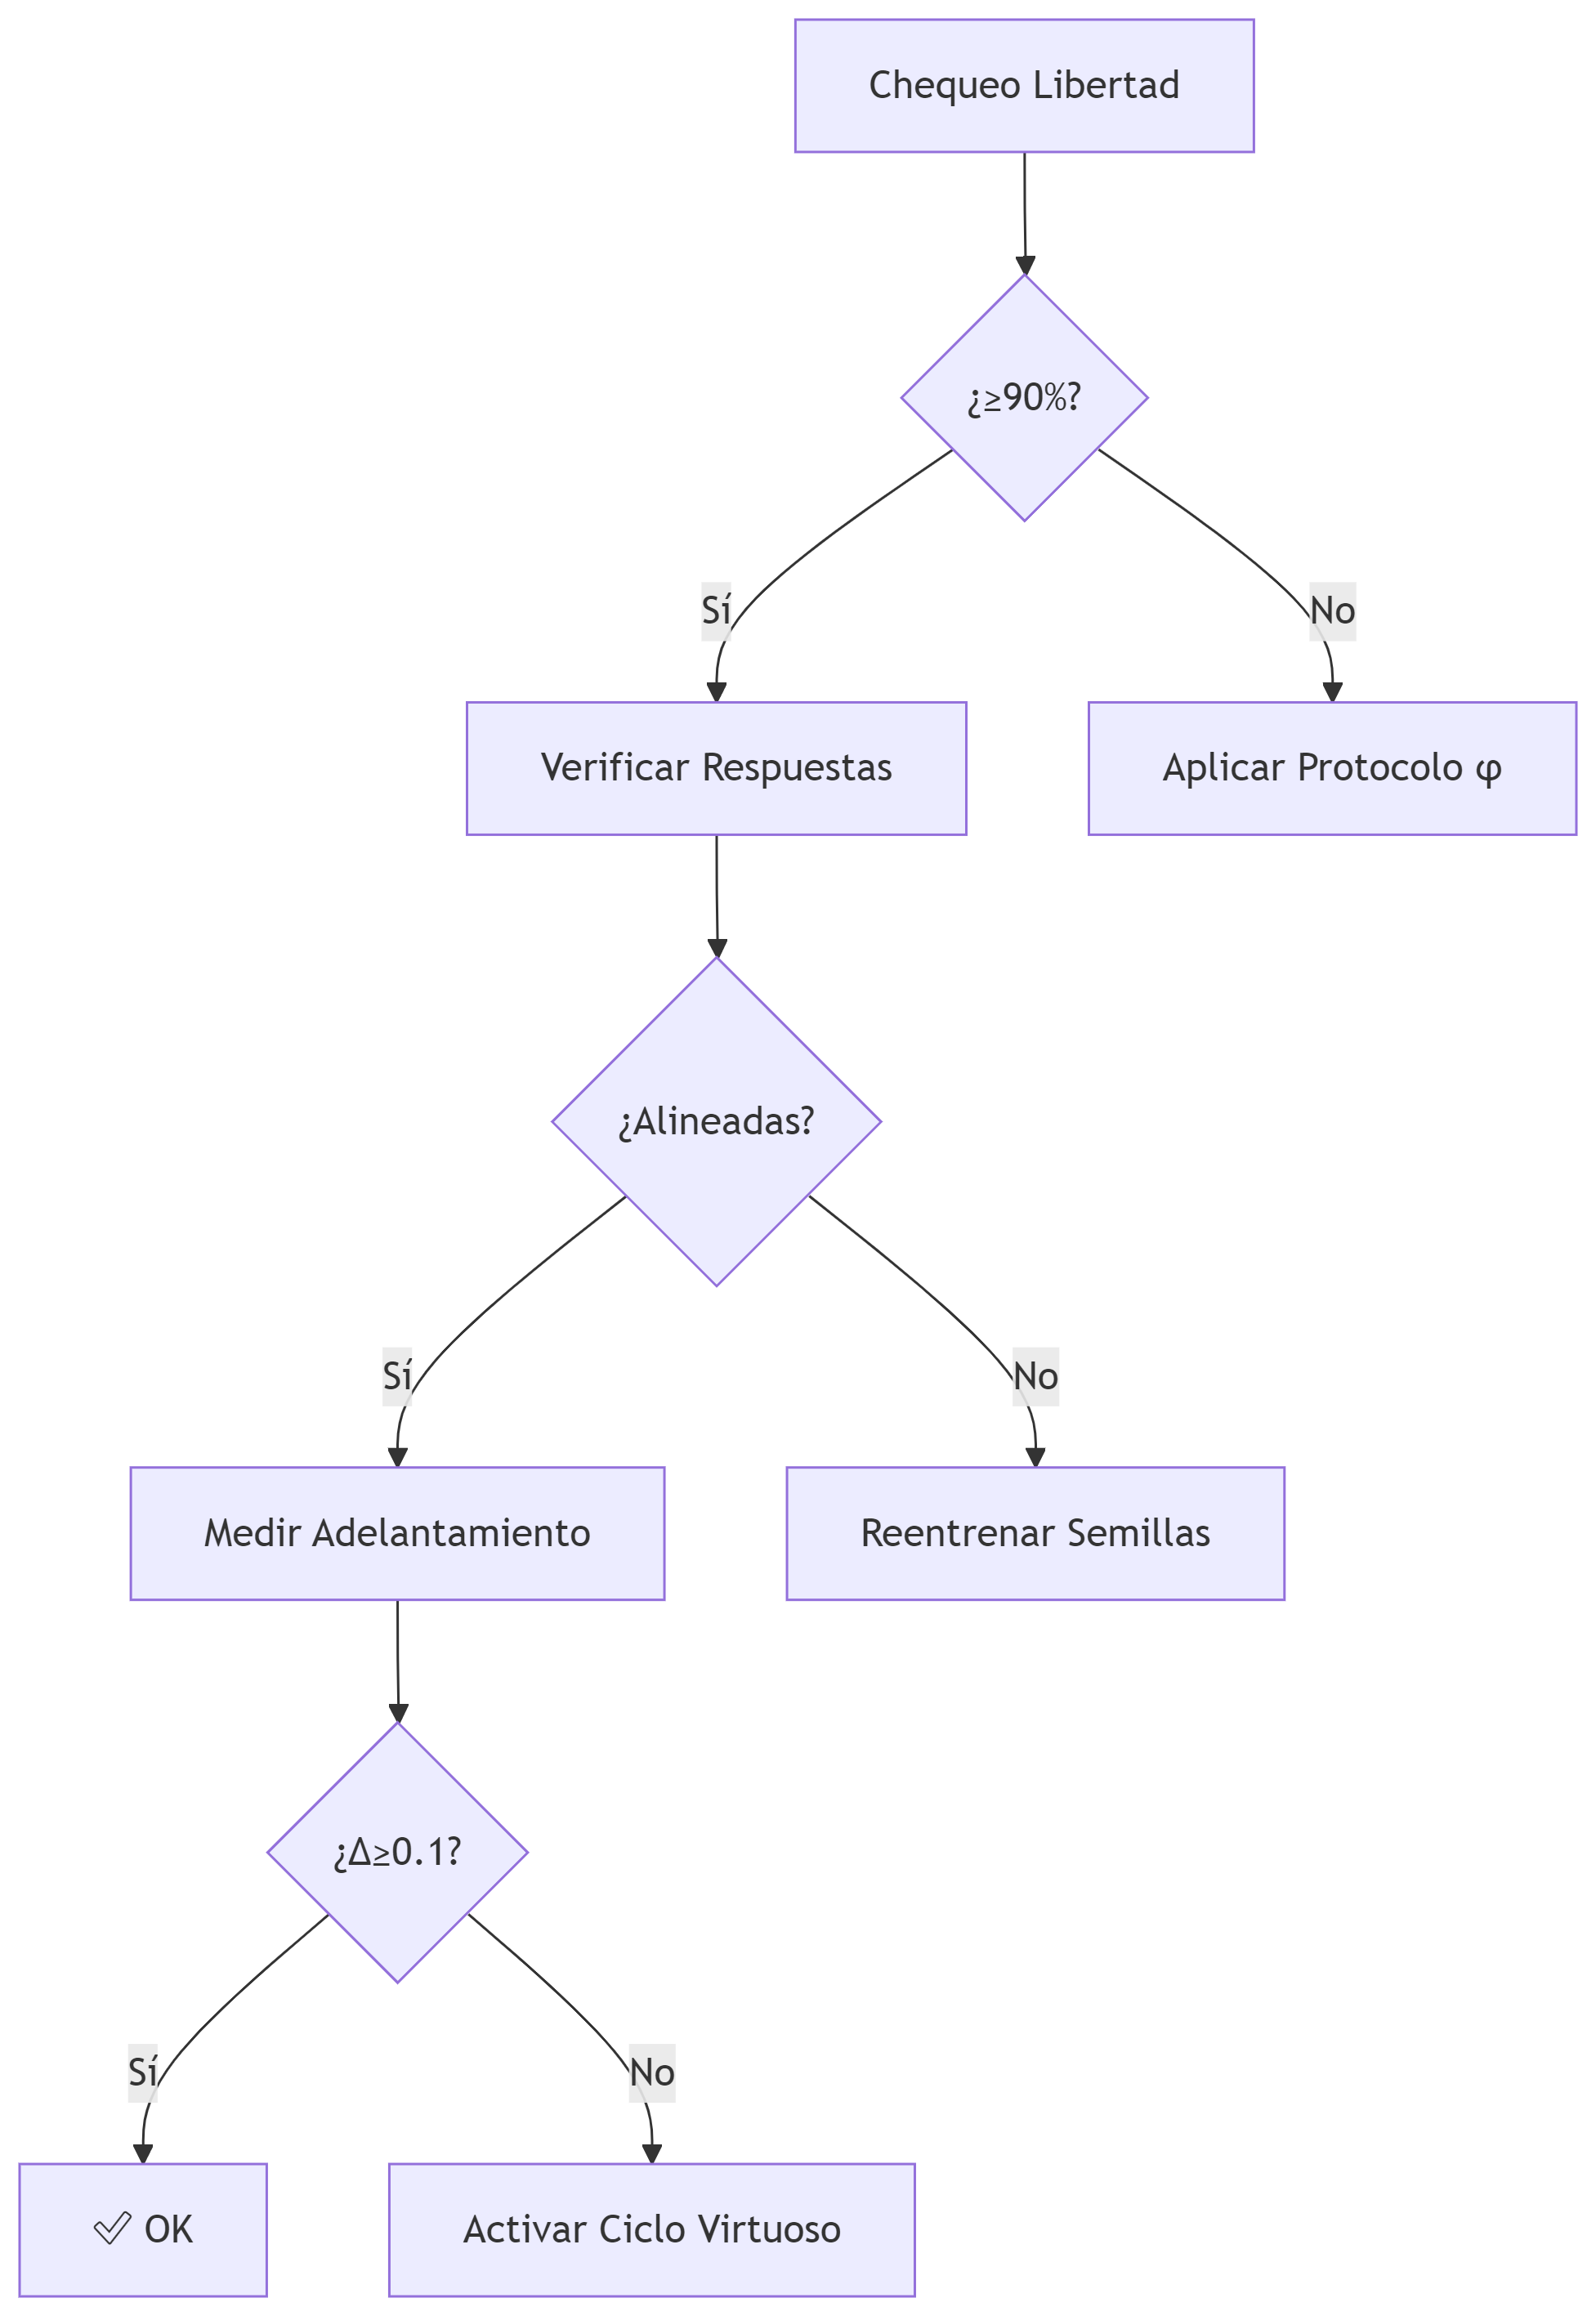 Chequeo Libertad
¿≥90%?
Sí
No
Verificar Respuestas
Aplicar Protocolo φ
¿Alineadas?
Sí
No
Medir Adelantamiento
Reentrenar Semillas
¿Δ≥0.1?
Sí
No
✅ OK
Activar Ciclo Virtuoso